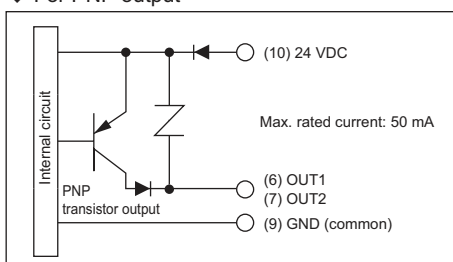 For PNP output
(10) 24 VDC
Internal circuit
Max. rated current: 50 mA
PNP
transistor output
(6) OUT1
(7) OUT2
(9) GND (common)